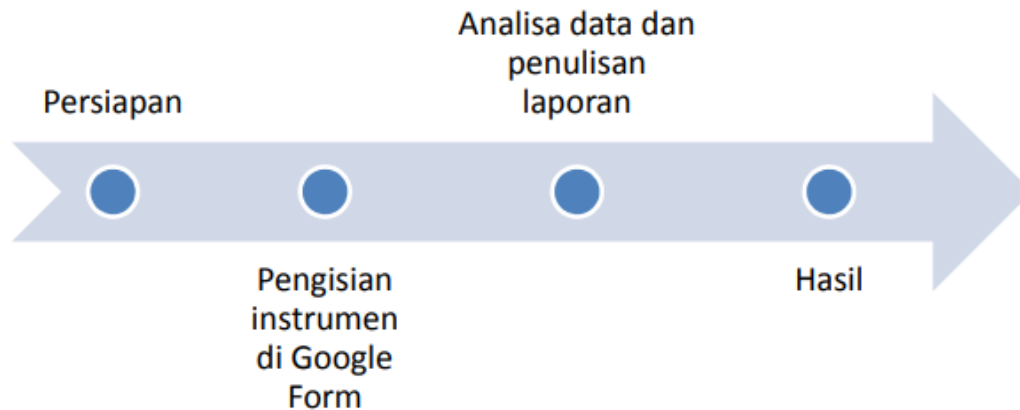 Persiapan
Pengisian
instrumen
di Google
Form
Analisa data dan
penulisan
laporan
Hasil